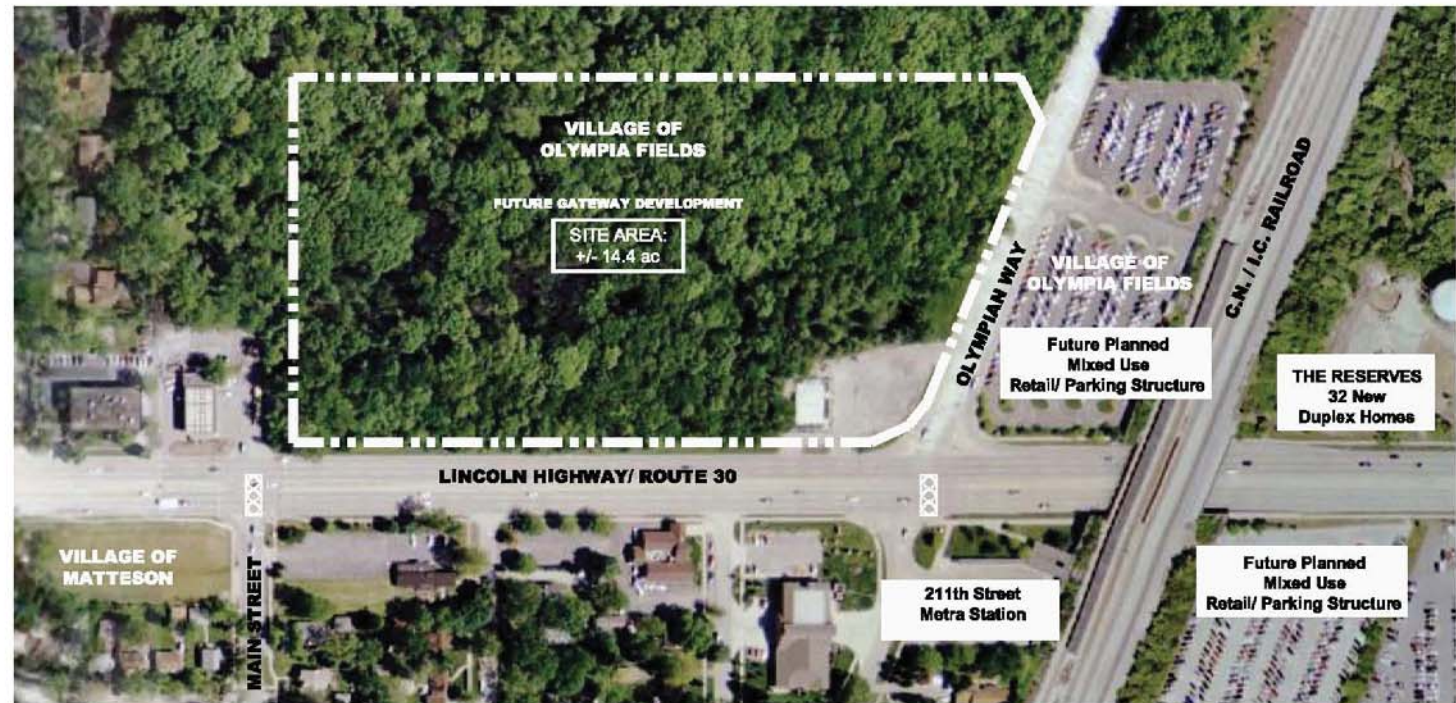 VILLAGE OF
OLYMPIA FIELDS
FUTURE GATEWAY DEVELOPMENT
SITE AREA:
+/- 14.4 ac
OLYMPIAN WAY
VILLAGE OF
OLYMPIA FIELDS
Future Planned
Mixed Use
Retail/ Parking Structure
C.N. / I.C. RAILROAD
THE RESERVES
32 New
Duplex Homes
LINCOLN HIGHWAY/ ROUTE 30
VILLAGE OF
MATTESON
MAIN STREET
211th Street
Metra Station
Future Planned
Mixed Use
Retail/ Parking Structure